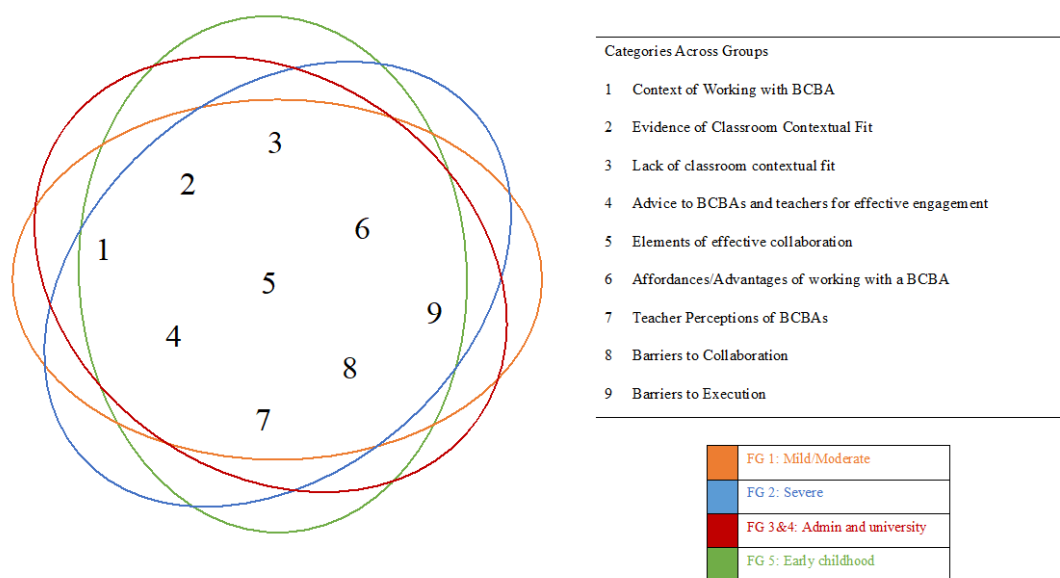 3
2
6
1
5
9
4
8
7
Categories Across Groups
1 Context of Working with BCBA
2 Evidence of Classroom Contextual Fit
3 Lack of classroom contextual fit
4 Advice to BCBAs and teachers for effective engagement
5 Elements of effective collaboration
6 Affordances/Advantages of working with a BCBA
7 Teacher Perceptions of BCBAs
8 Barriers to Collaboration
9 Barriers to Execution
FG 1: Mild/Moderate
FG 2: Severe
FG 3&4: Admin and university
FG 5: Early childhood